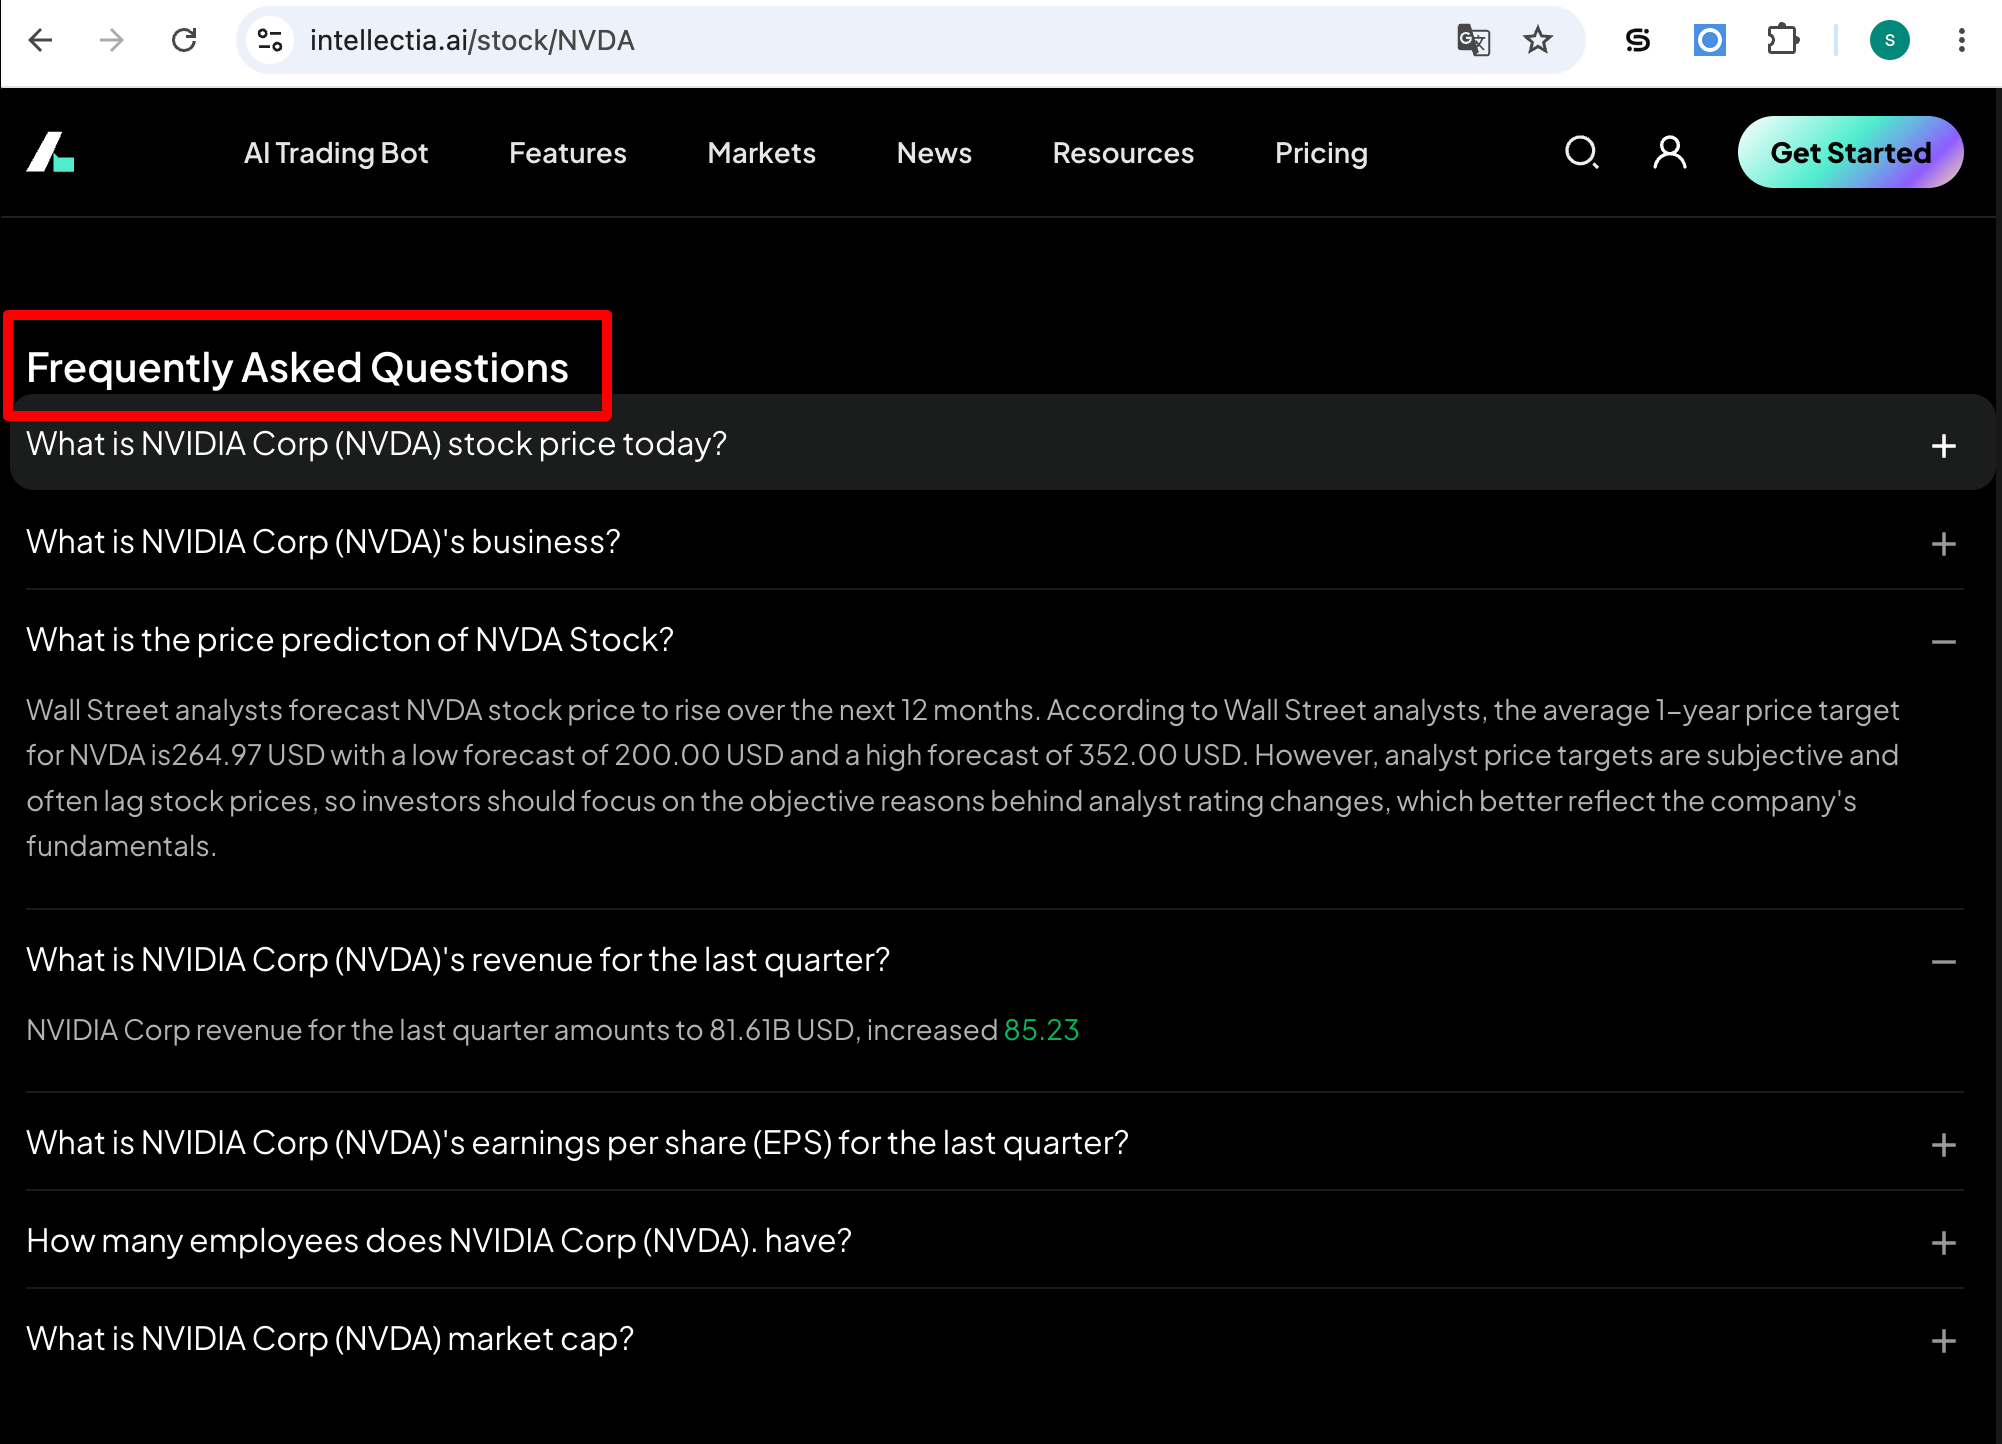 intellectia.ai/stock/NVDA
S
AI Trading Bot
Features
Markets
News
Resources
Pricing
Get Started
Frequently Asked Questions
What is NVIDIA Corp (NVDA) stock price today?
What is NVIDIA Corp (NVDA)'s business?
What is the price predicton of NVDA Stock?
Wall Street analysts forecast NVDA stock price to rise over the next 12 months. According to Wall Street analysts, the average 1-year price target
for NVDA is264.97 USD with a low forecast of 200.00 USD and a high forecast of 352.00 USD. However, analyst price targets are subjective and
often lag stock prices, so investors should focus on the objective reasons behind analyst rating changes, which better reflect the company's
fundamentals.
What is NVIDIA Corp (NVDA)'s revenue for the last quarter?
NVIDIA Corp revenue for the last quarter amounts to 81.61B USD, increased 85.23
What is NVIDIA Corp (NVDA)'s earnings per share (EPS) for the last quarter?
How many employees does NVIDIA Corp (NVDA). have?
What is NVIDIA Corp (NVDA) market cap?